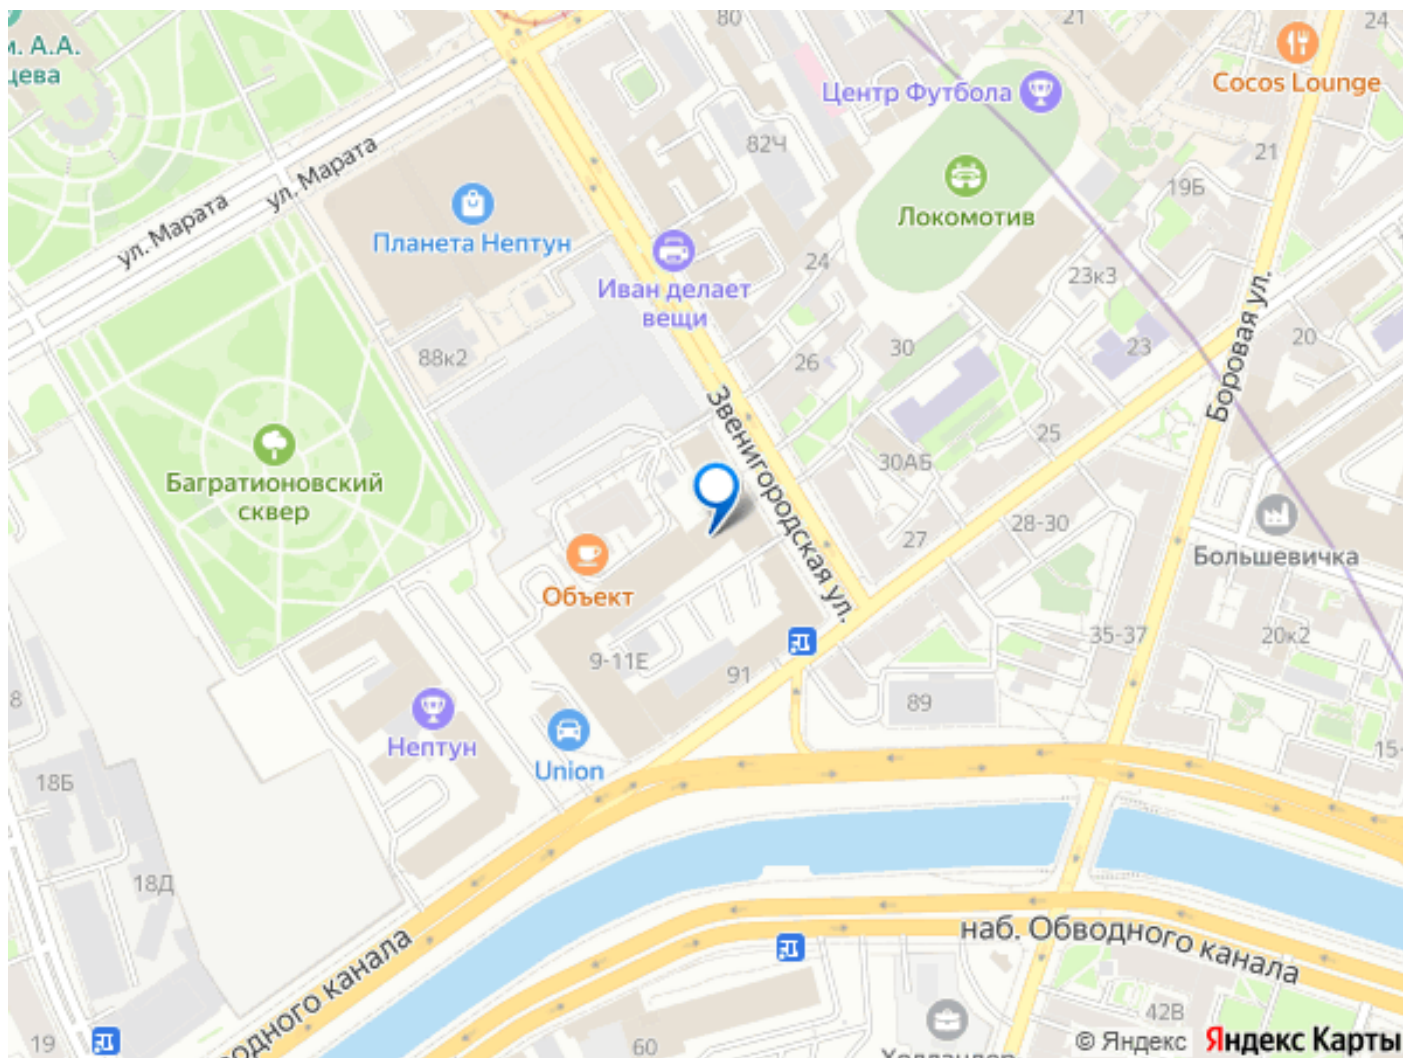 80
21
24
м. А.А.
цева
Cocos Lounge
Центр Футбола
82Ч
21
19Б
ул. Марата
ул. Марата
Планета Нептун
Локомотив
24
23к3
Иван делает
вещи
88к2
26
30
23
20
Боровая ул.
Звенигородская ул.
25
30АБ
Багратионовский
сквер
27
28-30
Большевичка
Объект
9-11Е
91
35-37
20к2
89
8
Нептун
Union
15-
18Б
18Д
водного канала
наб. Обводного канала
42В
19
60
© Яндекс Яндекс Карты